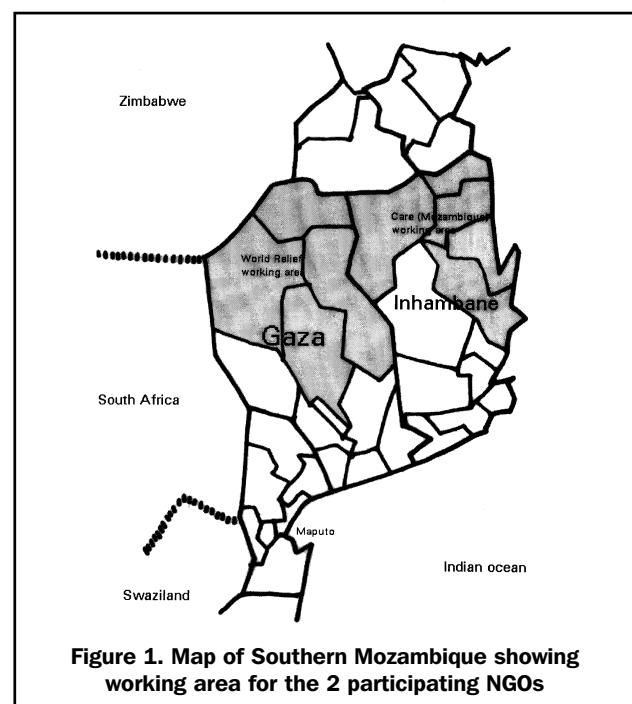 Zimbabwe
Care (Mozambique)
working area
World Relief
working area
Inhambane
Gaza
South Africa
Maputo
Indian ocean
Swaziland
Figure 1. Map of Southern Mozambique showing
working area for the 2 participating NGOs